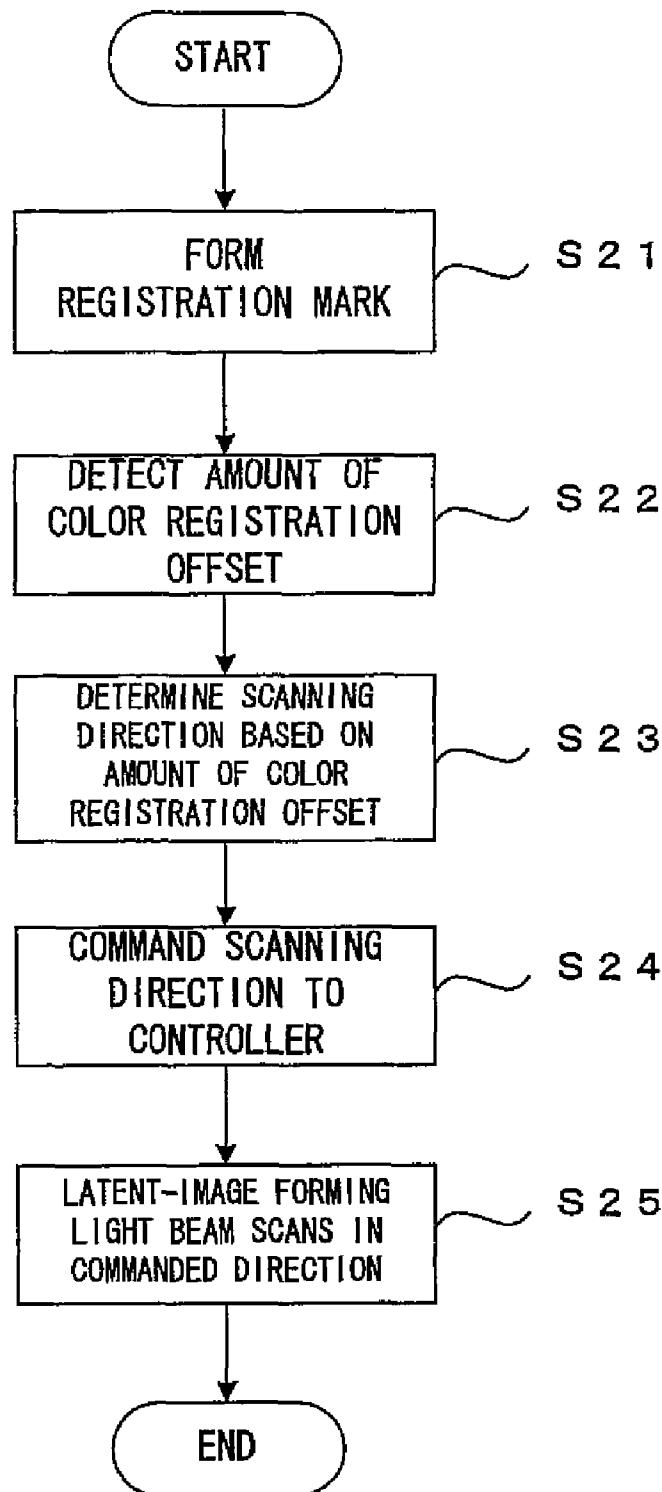 START
FORM
REGISTRATION MARK
S21
DETECT AMOUNT OF
COLOR REGISTRATION
OFFSET
S22
DETERMINE SCANNING
DIRECTION BASED ON
AMOUNT OF COLOR
REGISTRATION OFFSET
S23
COMMAND SCANNING
DIRECTION TO
CONTROLLER
S24
LATENT-IMAGE FORMING
LIGHT BEAM SCANS IN
COMMANDED DIRECTION
S25
END